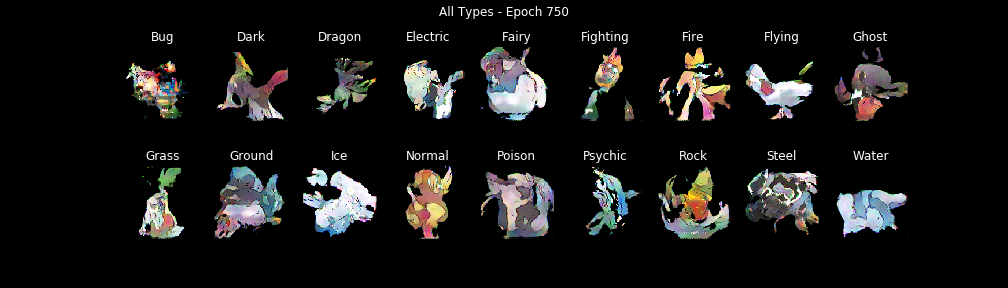 All Types - Epoch 750
Bug Dark Dragon Electric Fairy Fighting Fire Flying Ghost
Grass Ground Ice Normal Poison Psychic Rock Steel Water